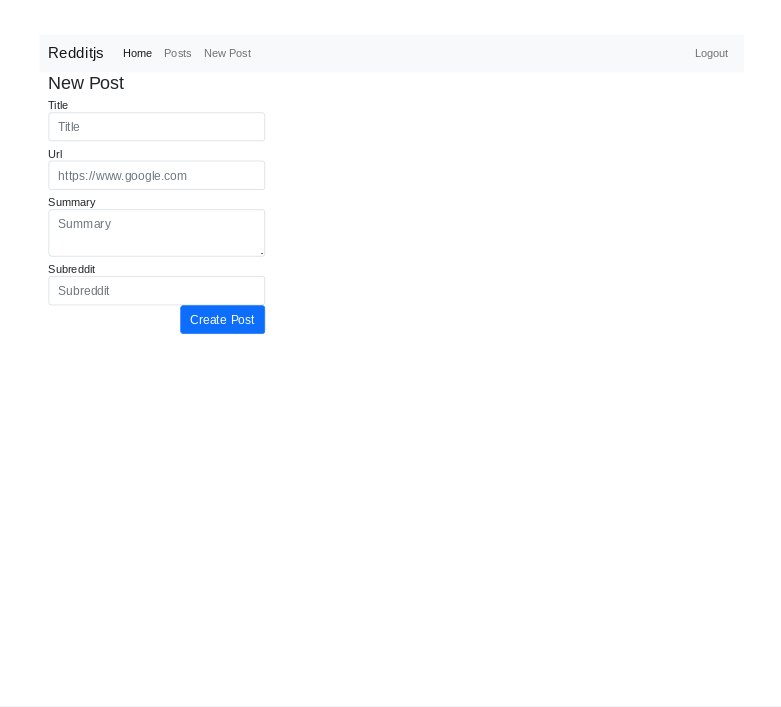 Redditjs Home Posts New Post Logout
New Post
Title
Title
Url
https://www.google.com
Summary
Summary
Subreddit
Subreddit
Create Post